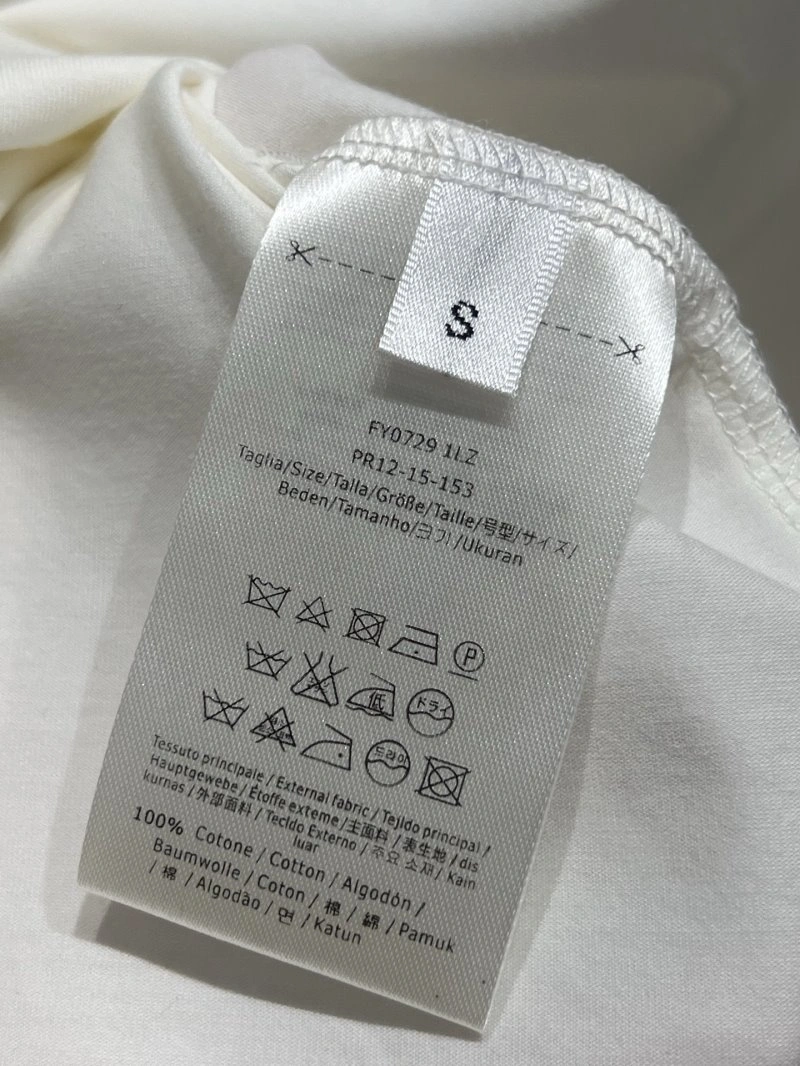 S
FY0729 1LZ
PR12-15-153
Taglia/Size/Talla/Größe/Taille/号型/サイズ/
Beden/Tamanho/크기/Ukuran
P
低
ドライ
드라이
Tessuto principale / External fabric / Tejido principal /
Hauptgewebe / Étoffe externe / 主面料 / 表生地 / dis
kurnas / 外部面料 / Tecido Externo / 주요 소재 / Kain
luar
100% Cotone / Cotton / Algodón /
Baumwolle / Coton / 棉 / 綿 / Pamuk
/ 棉 / Algodão / 면 / Katun